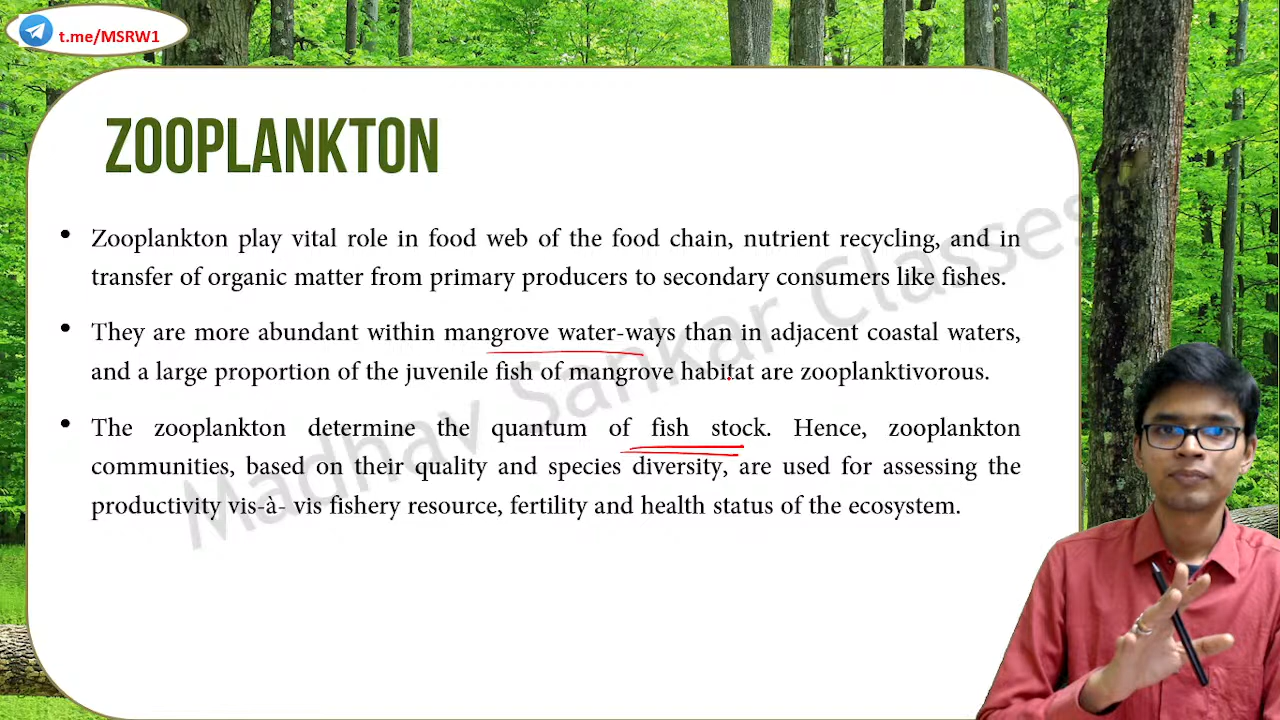 t.me/MSRW1
ZOOPLANKTON
• Zooplankton play vital role in food web of the food chain, nutrient recycling, and in
transfer of organic matter from primary producers to secondary consumers like fishes.
• They are more abundant within mangrove water-ways than in adjacent coastal waters,
and a large proportion of the juvenile fish of mangrove habitat are zooplanktivorous.
• The zooplankton determine the quantum of fish stock. Hence, zooplankton
communities, based on their quality and species diversity, are used for assessing the
productivity vis-à- vis fishery resource, fertility and health status of the ecosystem.
Madhav Sankar Classes